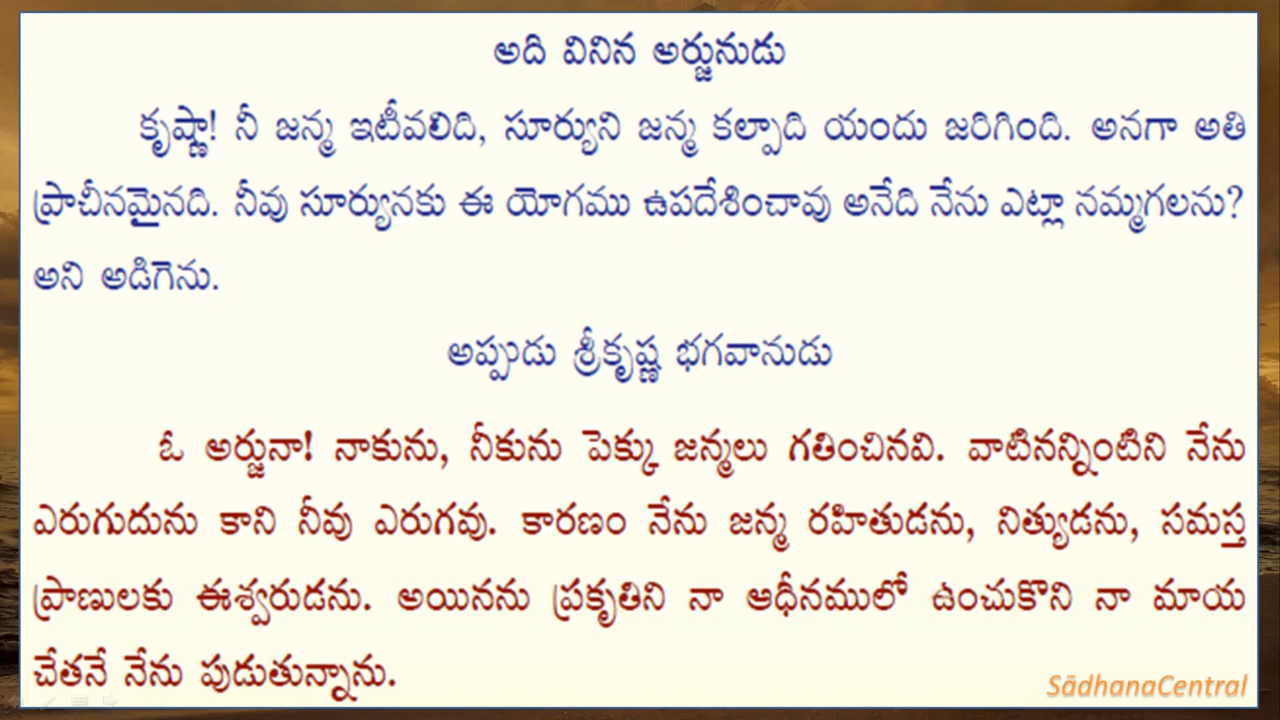 అది వినిన అర్జునుడు
కృష్ణా! నీ జన్మ ఇటీవలిది, సూర్యుని జన్మ కల్పాది యందు జరిగింది. అనగా అతి
ప్రాచీనమైనది. నీవు సూర్యునకు ఈ యోగము ఉపదేశించావు అనేది నేను ఎట్లా నమ్మగలను?
అని అడిగెను.
అప్పుడు శ్రీకృష్ణ భగవానుడు
ఓ అర్జునా! నాకును, నీకును పెక్కు జన్మలు గతించినవి. వాటినన్నింటిని నేను
ఎరుగుదును కాని నీవు ఎరుగవు. కారణం నేను జన్మ రహితుడను, నిత్యుడను, సమస్త
ప్రాణులకు ఈశ్వరుడను. అయినను ప్రకృతిని నా ఆధీనములో ఉంచుకొని నా మాయ
చేతనే నేను పుడుతున్నాను.
SādhanaCentral